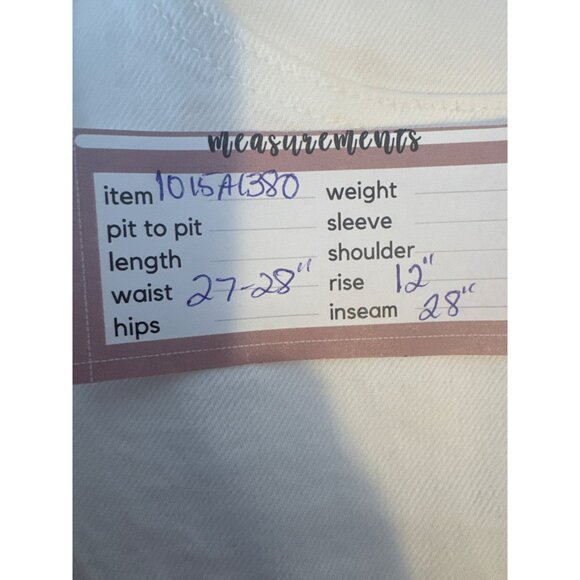 measurements
item 1015A1380 weight
pit to pit sleeve
length shoulder
waist 27-28" rise 12"
hips inseam 28"